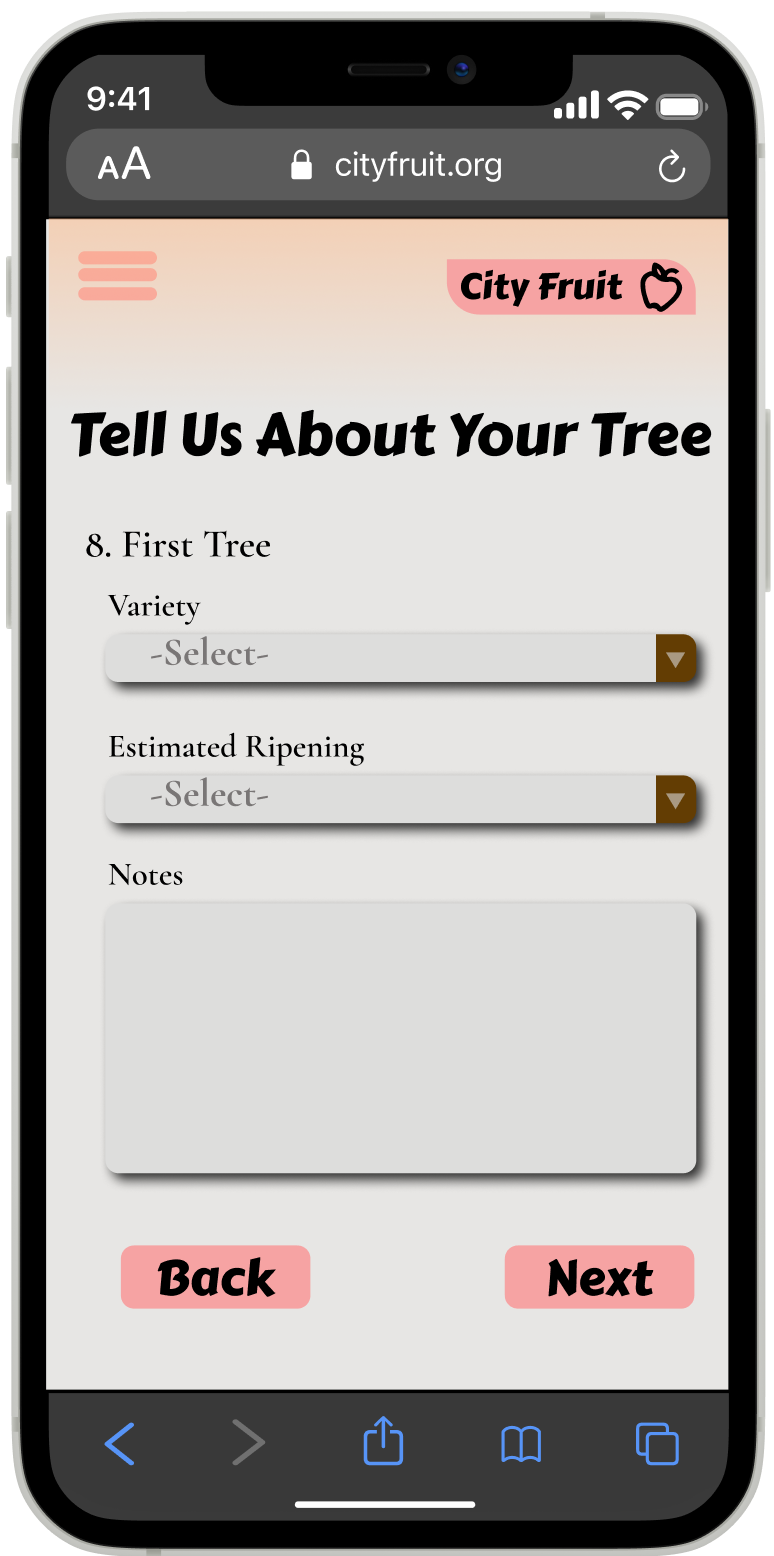 9:41
AA cityfruit.org
City Fruit
Tell Us About Your Tree
8. First Tree
Variety
-Select-
Estimated Ripening
-Select-
Notes
Back Next